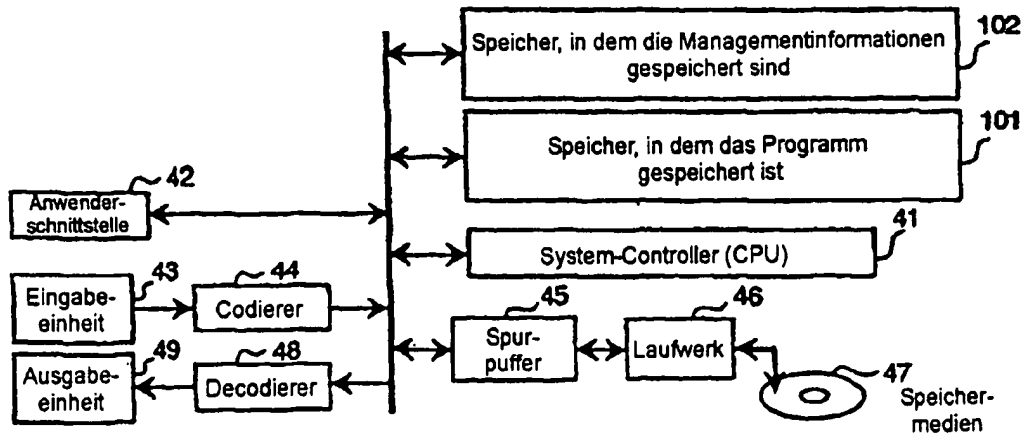 Speicher, in dem die Managementinformationen
gespeichert sind
102
Speicher, in dem das Programm
gespeichert ist
101
Anwender-
schnittstelle
42
System-Controller (CPU)
41
Eingabe-
einheit
43
Codierer
44
Spur-
puffer
45
Laufwerk
46
Ausgabe-
einheit
49
Decodierer
48
47
Speicher-
medien